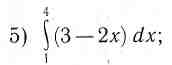 5) ∫₁⁴ (3 − 2x) dx;